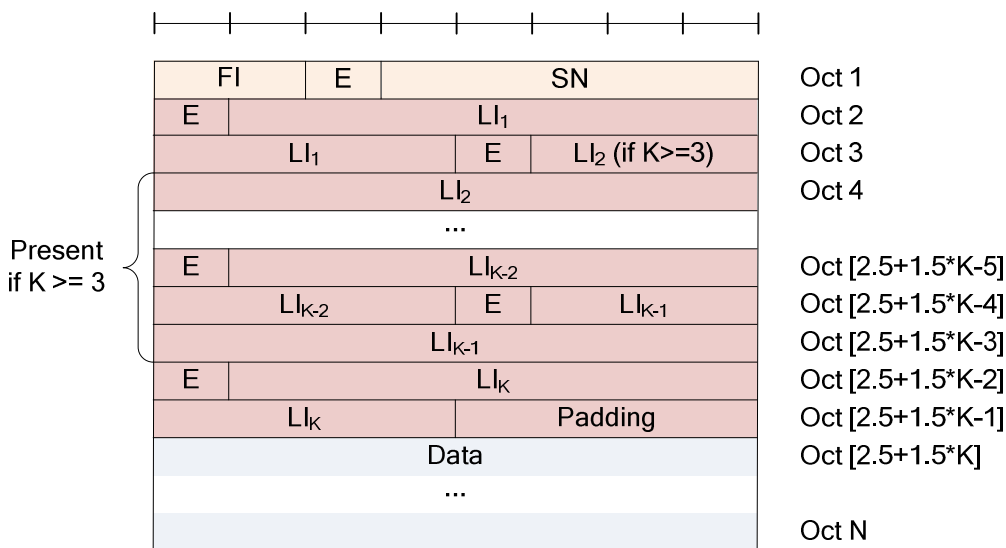 FI E SN Oct 1
E LI1 Oct 2
LI1 E LI2 (if K>=3) Oct 3
LI2 Oct 4
...
Present
if K >= 3
E LIK-2 Oct [2.5+1.5*K-5]
LIK-2 E LIK-1 Oct [2.5+1.5*K-4]
LIK-1 Oct [2.5+1.5*K-3]
E LIK Oct [2.5+1.5*K-2]
LIK Padding Oct [2.5+1.5*K-1]
Data Oct [2.5+1.5*K]
...
Oct N